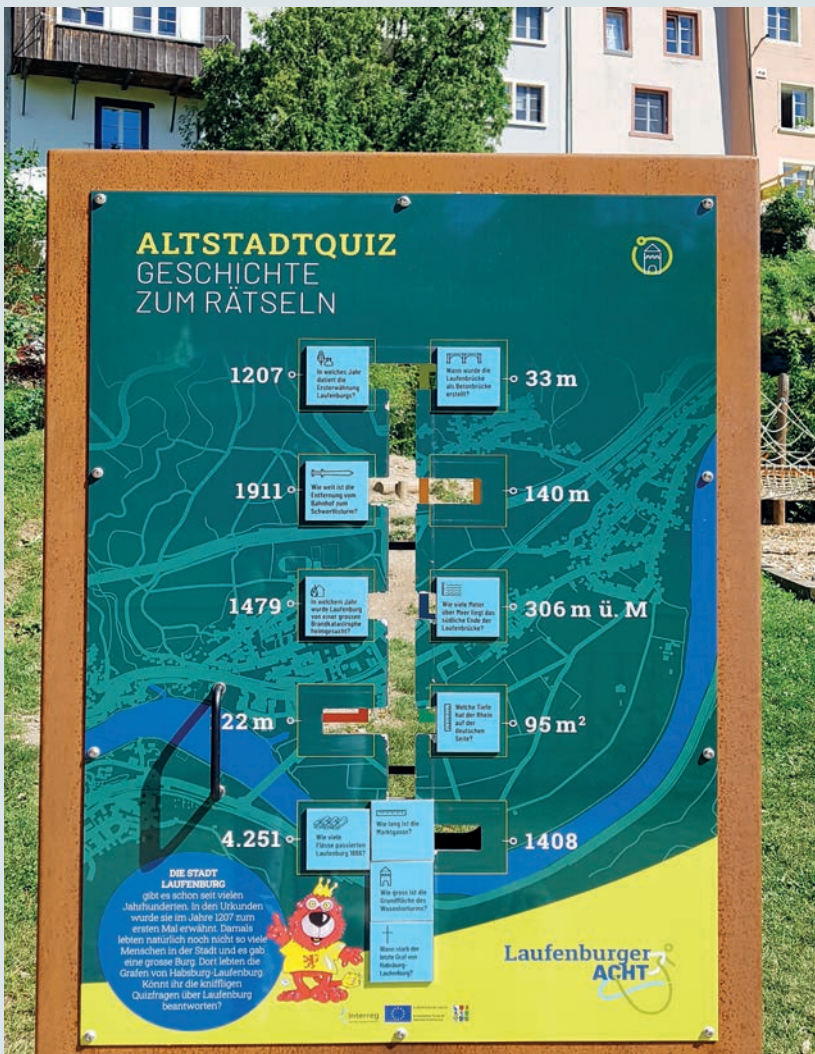 ALTSTADTQUIZ
GESCHICHTE
ZUM RÄTSELN
1207
In welches Jahr
datiert die
Ersterwähnung
Laufenburgs?
Wann wurde die
Laufenbrücke
als Betonbrücke
erstellt?
33 m
1911
Wie weit ist die
Entfernung vom
Bahnhof zum
Schwertlisturm?
140 m
1479
In welchem Jahr
wurde Laufenburg
von einer grossen
Brandkatastrophe
heimgesucht?
Wie viele Meter
über Meer liegt das
südliche Ende der
Laufenbrücke?
306 m ü. M
22 m
Welche Tiefe
hat der Rhein
auf der
deutschen
Seite?
95 m²
4.251
Wie viele
Flösse passierten
Laufenburg
Wie lang ist die
Marktgasse?
1408
Wie gross ist die
Grundfläche des
Wasentorturms?
Wann starb der
letzte Graf von
Habsburg-
Laufenburg?
DIE STADT
LAUFENBURG
gibt es schon seit vielen
Jahrhunderten. In den Urkunden
wurde sie im Jahre 1207 zum
ersten Mal erwähnt. Damals
lebten natürlich noch nicht so viele
Menschen in der Stadt und es gab
eine grosse Burg. Dort lebten die
Grafen von Habsburg-Laufenburg.
Könnt ihr die kniffligen
Quizfragen über Laufenburg
beantworten?
Laufenburger
ACHT
Interreg